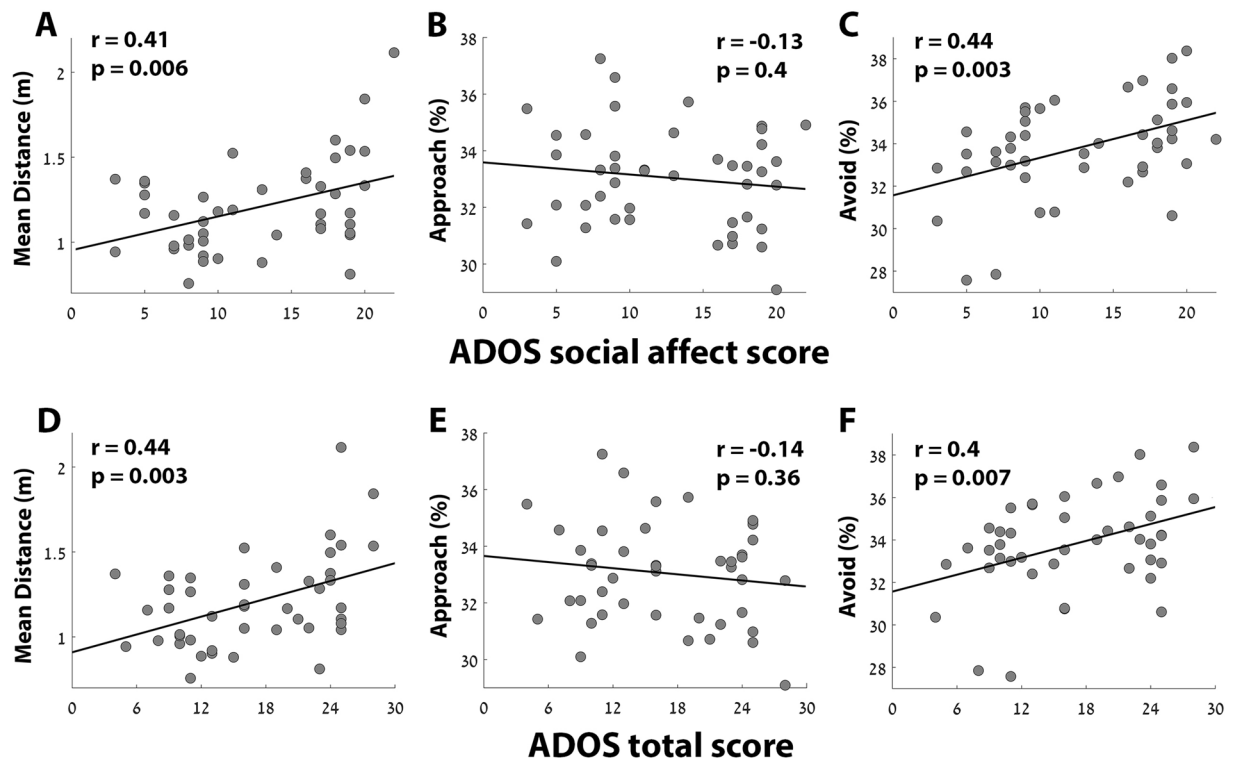 A
r = 0.41
p = 0.006
Mean Distance (m)
2
1.5
1
0 5 10 15 20
B
r = -0.13
p = 0.4
Approach (%)
38
36
34
32
30
0 5 10 15 20
C
r = 0.44
p = 0.003
Avoid (%)
38
36
34
32
30
28
0 5 10 15 20
ADOS social affect score
D
r = 0.44
p = 0.003
Mean Distance (m)
2
1.5
1
0 6 12 18 24 30
E
r = -0.14
p = 0.36
Approach (%)
38
36
34
32
30
0 6 12 18 24 30
F
r = 0.4
p = 0.007
Avoid (%)
38
36
34
32
30
28
0 6 12 18 24 30
ADOS total score